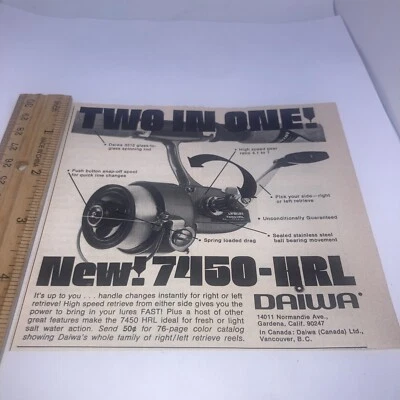 TWO IN ONE!
Daiwa
glass spinning rod
High speed gear
ratio 4.1 to 1
Push button snap-off spool
for quick line changes
Pick your side—right
or left retrieve
Unconditionally Guaranteed
Sealed stainless steel
ball bearing movement
Spring loaded drag
New! 7450-HRL
DAIWA
It's up to you . . . handle changes instantly for right or left
retrieve! High speed retrieve from either side gives you the
power to bring in your lures FAST! Plus a host of other
great features make the 7450 HRL ideal for fresh or light
salt water action. Send 50¢ for 76-page color catalog
showing Daiwa's whole family of right/left retrieve reels.
14011 Normandie Ave.,
Gardena, Calif. 90247
In Canada: Daiwa (Canada) Ltd.,
Vancouver, B.C.